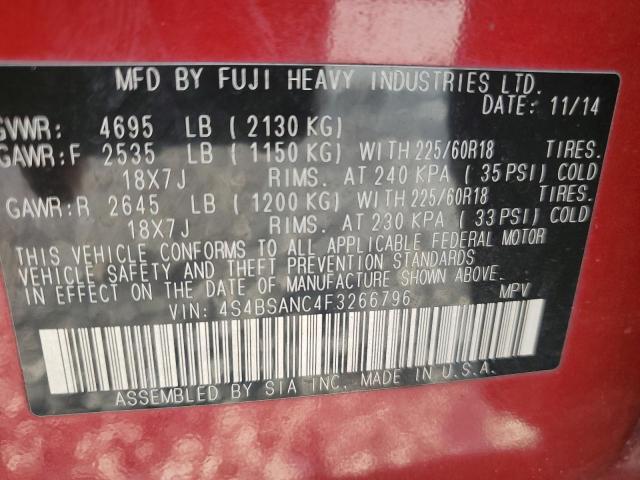 MFD BY FUJI HEAVY INDUSTRIES LTD.
DATE: 11/14
GVWR: 4695 LB ( 2130 KG)
GAWR:F 2535 LB ( 1150 KG) WITH 225/60R18 TIRES.
18X7J RIMS. AT 240 KPA ( 35 PSI) COLD
GAWR:R 2645 LB ( 1200 KG) WITH 225/60R18 TIRES.
18X7J RIMS. AT 230 KPA ( 33 PSI) COLD
THIS VEHICLE CONFORMS TO ALL APPLICABLE FEDERAL MOTOR
VEHICLE SAFETY AND THEFT PREVENTION STANDARDS
IN EFFECT ON THE DATE OF MANUFACTURE SHOWN ABOVE.
VIN: 4S4BSANC4F3266796 MPV
ASSEMBLED BY SIA INC. MADE IN U.S.A.